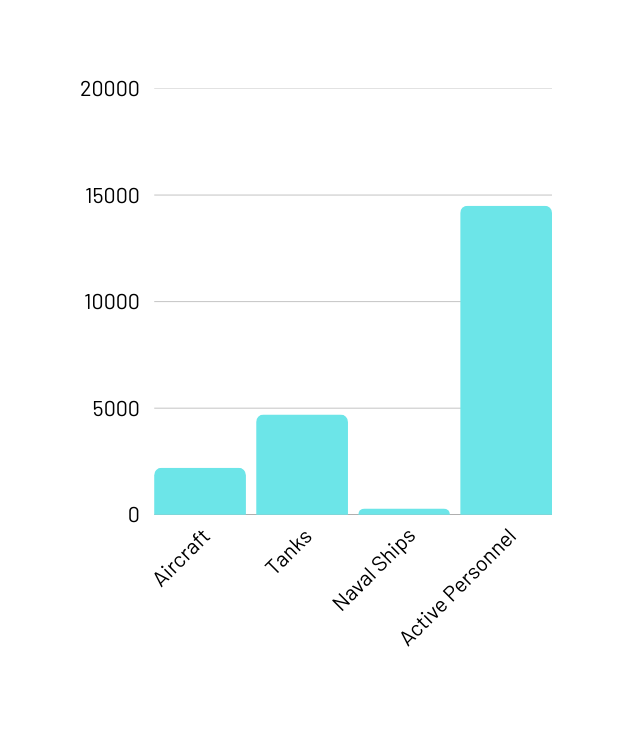 20000
15000
10000
5000
0
Aircraft
Tanks
Naval Ships
Active Personnel